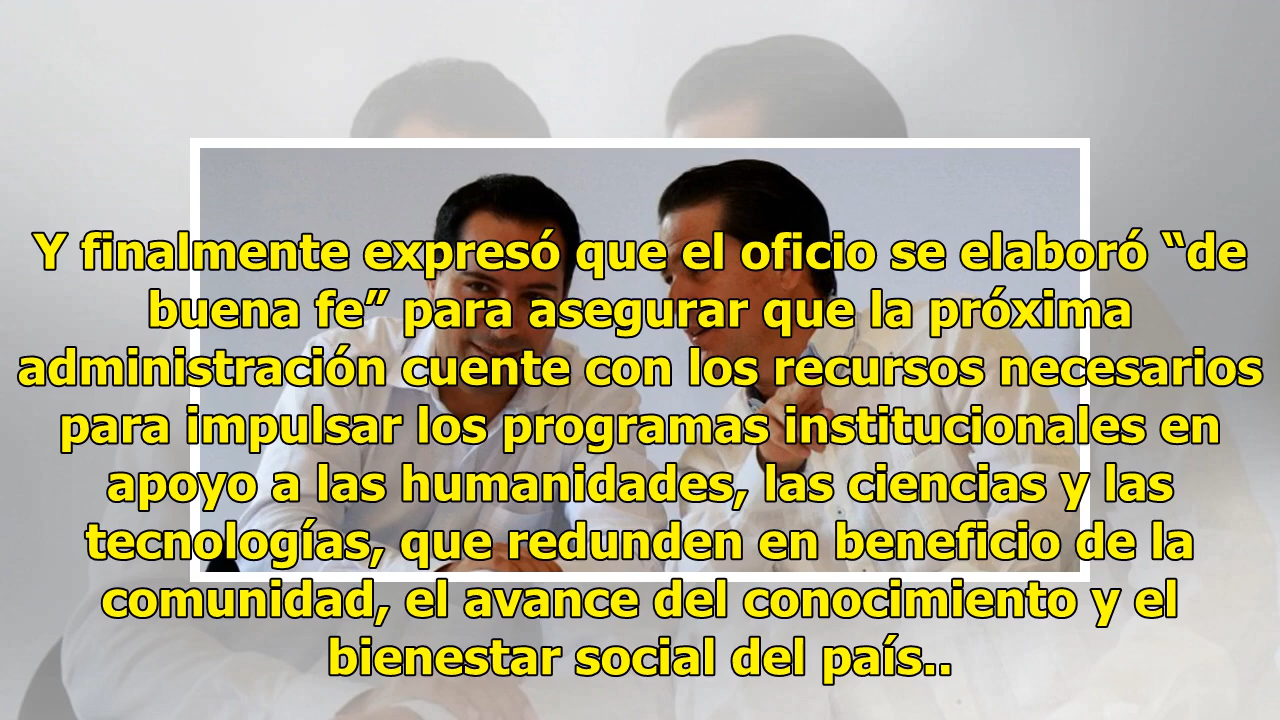 Y finalmente expresó que el oficio se elaboró “de
buena fe” para asegurar que la próxima
administración cuente con los recursos necesarios
para impulsar los programas institucionales en
apoyo a las humanidades, las ciencias y las
tecnologías, que redunden en beneficio de la
comunidad, el avance del conocimiento y el
bienestar social del país..